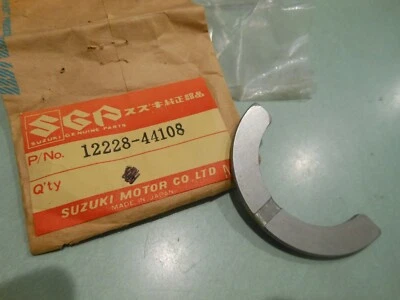 SGP スズキ純正部品
SUZUKI GENUINE PARTS
P/No. 12228-44108
Q'ty
SUZUKI MOTOR CO., LTD
MADE IN JAPAN